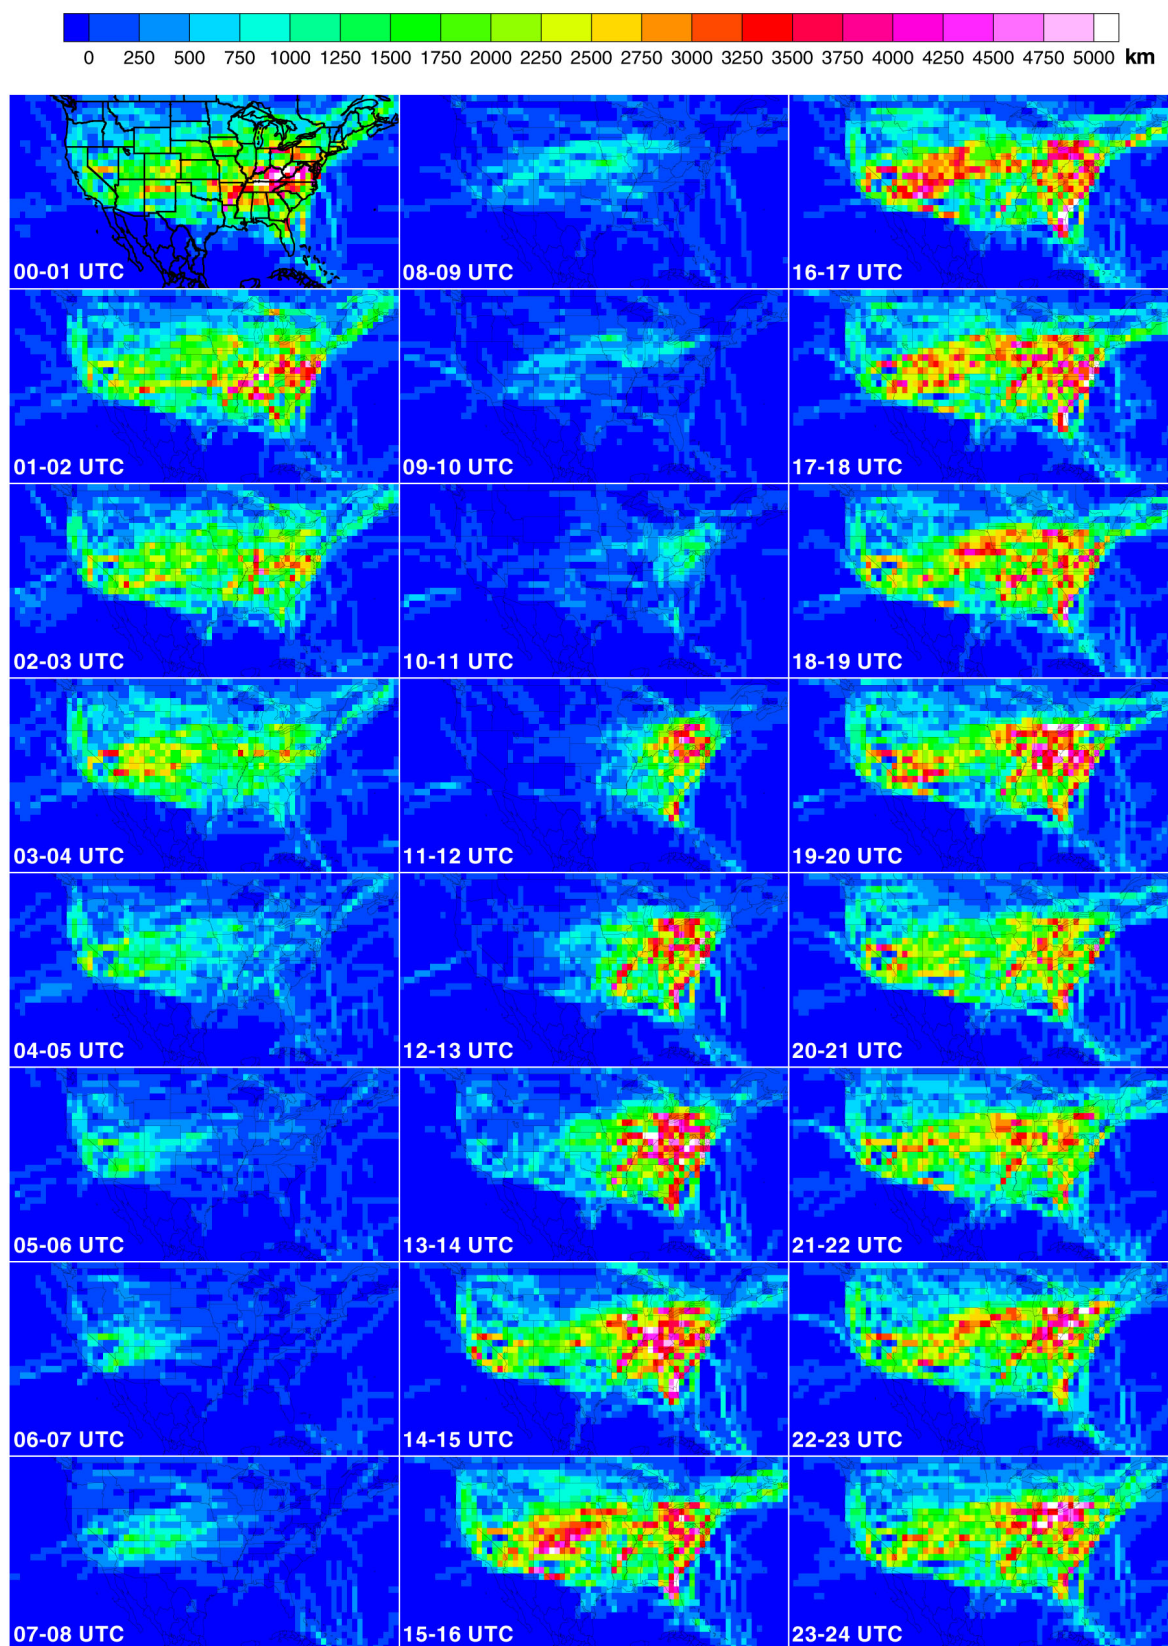 0 250 500 750 1000 1250 1500 1750 2000 2250 2500 2750 3000 3250 3500 3750 4000 4250 4500 4750 5000 km
00-01 UTC
08-09 UTC
16-17 UTC
01-02 UTC
09-10 UTC
17-18 UTC
02-03 UTC
10-11 UTC
18-19 UTC
03-04 UTC
11-12 UTC
19-20 UTC
04-05 UTC
12-13 UTC
20-21 UTC
05-06 UTC
13-14 UTC
21-22 UTC
06-07 UTC
14-15 UTC
22-23 UTC
07-08 UTC
15-16 UTC
23-24 UTC